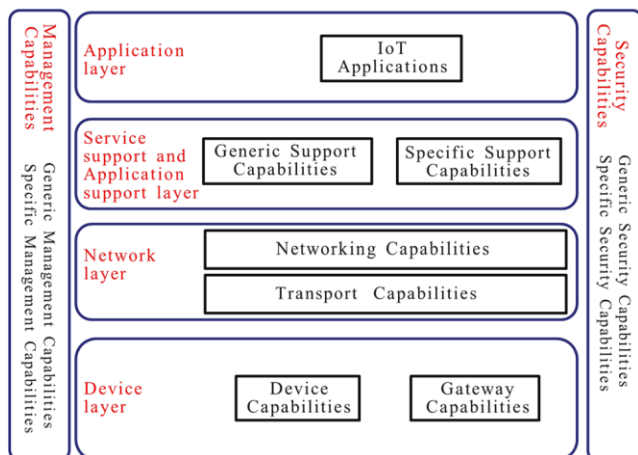 Management
Capabilities
Generic Management Capabilities
Specific Management Capabilities
Application
layer
IoT
Applications
Service
support and
Application
support layer
Generic Support
Capabilities
Specific Support
Capabilities
Network
layer
Networking Capabilities
Transport Capabilities
Device
layer
Device
Capabilities
Gateway
Capabilities
Security
Capabilities
Generic Security Capabilities
Specific Security Capabilities